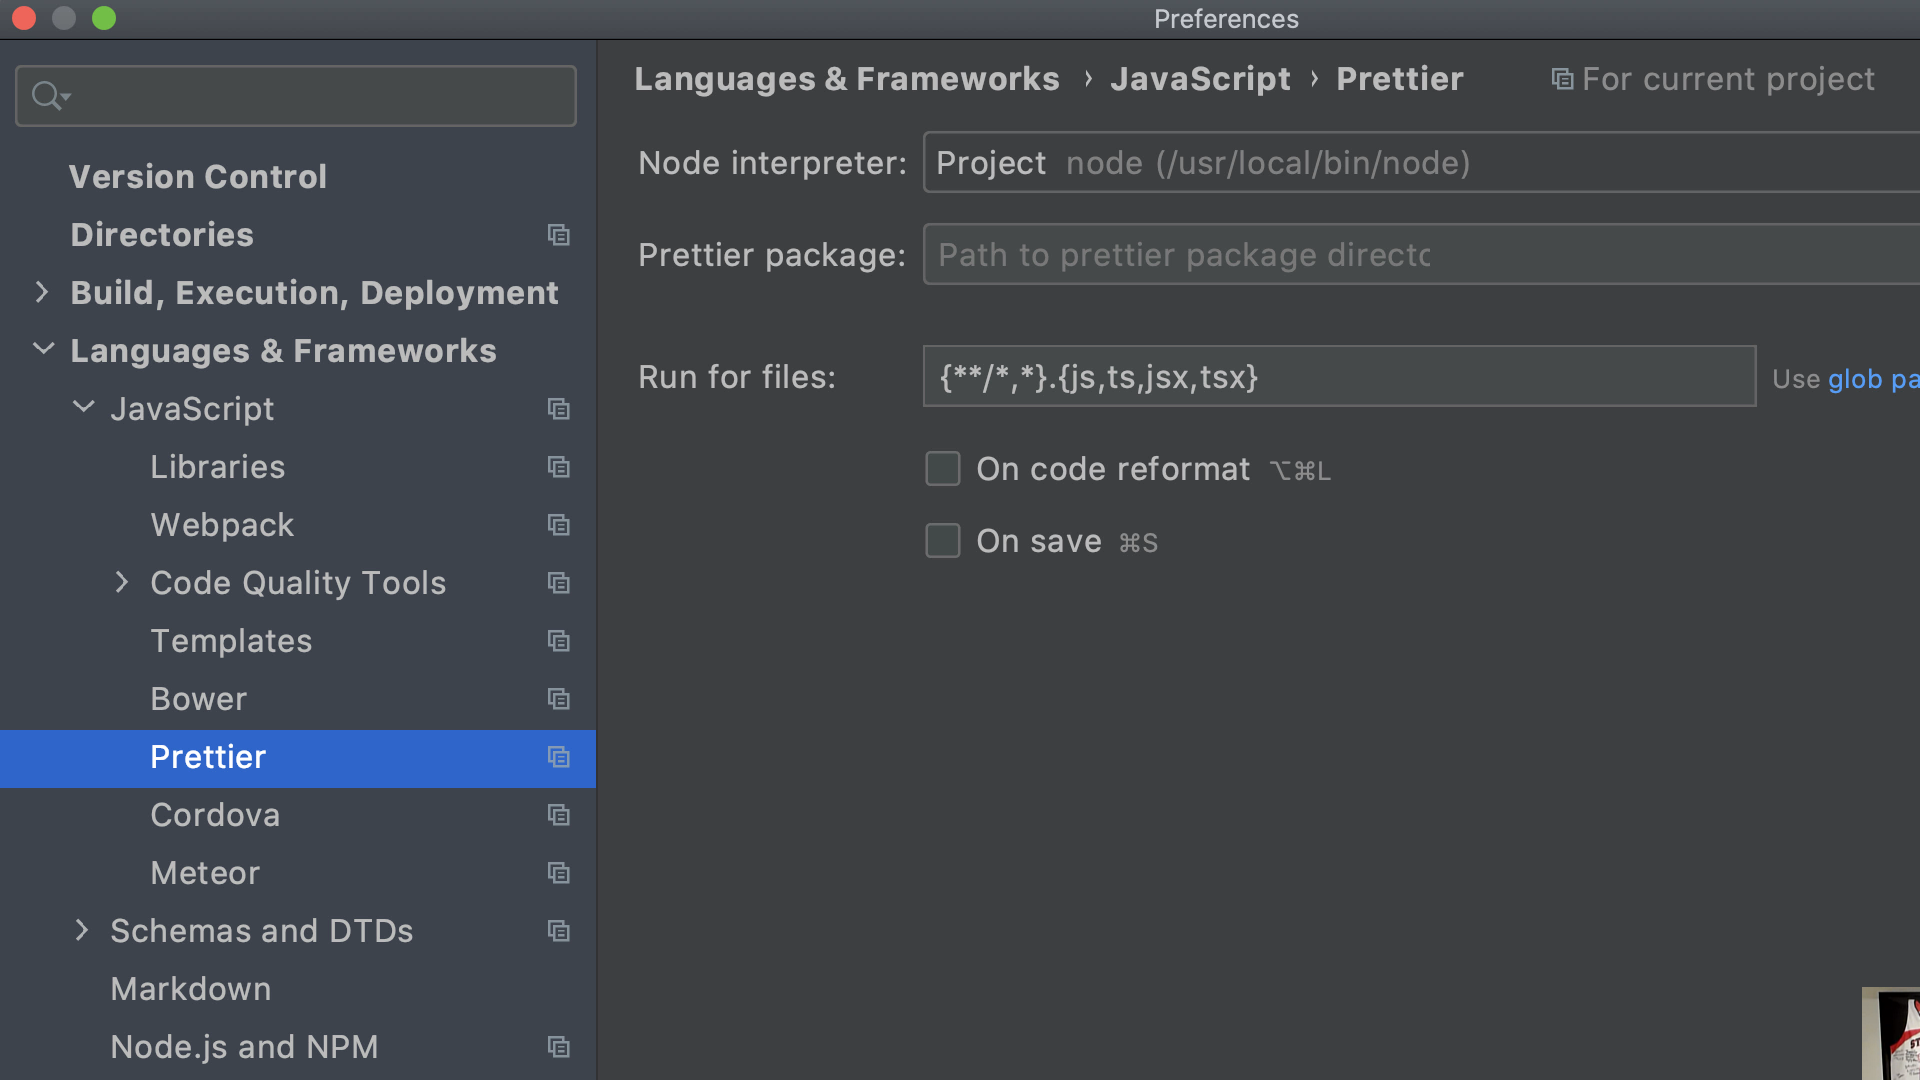 Preferences
Version Control
Directories
Build, Execution, Deployment
Languages & Frameworks
JavaScript
Libraries
Webpack
Code Quality Tools
Templates
Bower
Prettier
Cordova
Meteor
Schemas and DTDs
Markdown
Node.js and NPM
Languages & Frameworks › JavaScript › Prettier For current project
Node interpreter: Project node (/usr/local/bin/node)
Prettier package: Path to prettier package directo
Run for files: {**/*,*}.{js,ts,jsx,tsx} Use glob pa
On code reformat ⌥⌘L
On save ⌘S